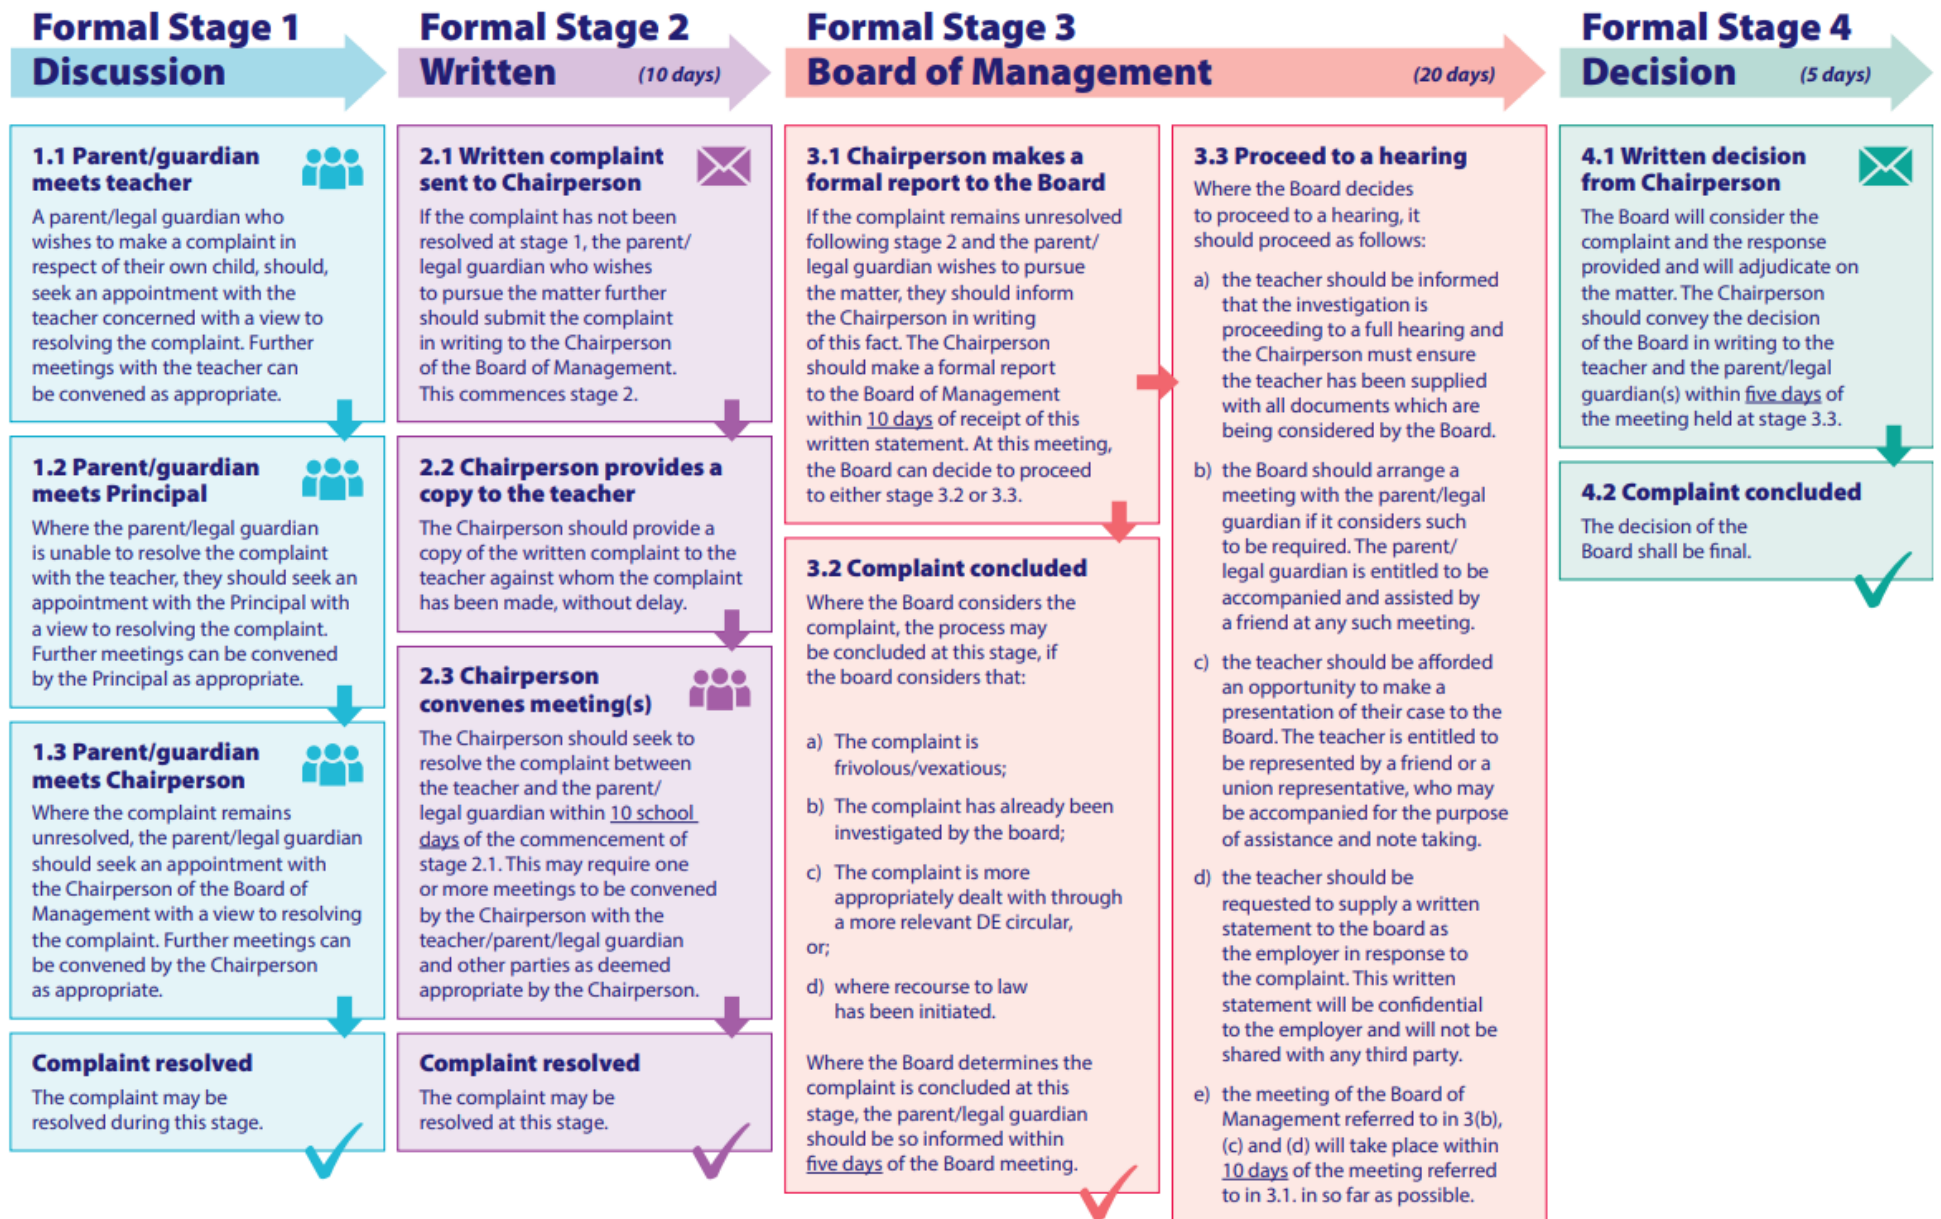 Formal Stage 1
Discussion
1.1 Parent/guardian
meets teacher
A parent/legal guardian who
wishes to make a complaint in
respect of their own child, should,
seek an appointment with the
teacher concerned with a view to
resolving the complaint. Further
meetings with the teacher can
be convened as appropriate.
1.2 Parent/guardian
meets Principal
Where the parent/legal guardian
is unable to resolve the complaint
with the teacher, they should seek an
appointment with the Principal with
a view to resolving the complaint.
Further meetings can be convened
by the Principal as appropriate.
1.3 Parent/guardian
meets Chairperson
Where the complaint remains
unresolved, the parent/legal guardian
should seek an appointment with
the Chairperson of the Board of
Management with a view to resolving
the complaint. Further meetings can
be convened by the Chairperson
as appropriate.
Complaint resolved
The complaint may be
resolved during this stage.
Formal Stage 2
Written (10 days)
2.1 Written complaint
sent to Chairperson
If the complaint has not been
resolved at stage 1, the parent/
legal guardian who wishes
to pursue the matter further
should submit the complaint
in writing to the Chairperson
of the Board of Management.
This commences stage 2.
2.2 Chairperson provides a
copy to the teacher
The Chairperson should provide a
copy of the written complaint to the
teacher against whom the complaint
has been made, without delay.
2.3 Chairperson
convenes meeting(s)
The Chairperson should seek to
resolve the complaint between
the teacher and the parent/
legal guardian within 10 school
days of the commencement of
stage 2.1. This may require one
or more meetings to be convened
by the Chairperson with the
teacher/parent/legal guardian
and other parties as deemed
appropriate by the Chairperson.
Complaint resolved
The complaint may be
resolved at this stage.
Formal Stage 3
Board of Management (20 days)
3.1 Chairperson makes a
formal report to the Board
If the complaint remains unresolved
following stage 2 and the parent/
legal guardian wishes to pursue
the matter, they should inform
the Chairperson in writing
of this fact. The Chairperson
should make a formal report
to the Board of Management
within 10 days of receipt of this
written statement. At this meeting,
the Board can decide to proceed
to either stage 3.2 or 3.3.
3.2 Complaint concluded
Where the Board considers the
complaint, the process may
be concluded at this stage, if
the board considers that:
a) The complaint is
frivolous/vexatious;
b) The complaint has already been
investigated by the board;
c) The complaint is more
appropriately dealt with through
a more relevant DE circular,
or;
d) where recourse to law
has been initiated.
Where the Board determines the
complaint is concluded at this
stage, the parent/legal guardian
should be so informed within
five days of the Board meeting.
3.3 Proceed to a hearing
Where the Board decides
to proceed to a hearing, it
should proceed as follows:
a) the teacher should be informed
that the investigation is
proceeding to a full hearing and
the Chairperson must ensure
the teacher has been supplied
with all documents which are
being considered by the Board.
b) the Board should arrange a
meeting with the parent/legal
guardian if it considers such
to be required. The parent/
legal guardian is entitled to be
accompanied and assisted by
a friend at any such meeting.
c) the teacher should be afforded
an opportunity to make a
presentation of their case to the
Board. The teacher is entitled to
be represented by a friend or a
union representative, who may
be accompanied for the purpose
of assistance and note taking.
d) the teacher should be
requested to supply a written
statement to the board as
the employer in response to
the complaint. This written
statement will be confidential
to the employer and will not be
shared with any third party.
e) the meeting of the Board of
Management referred to in 3(b),
(c) and (d) will take place within
10 days of the meeting referred
to in 3.1. in so far as possible.
Formal Stage 4
Decision (5 days)
4.1 Written decision
from Chairperson
The Board will consider the
complaint and the response
provided and will adjudicate on
the matter. The Chairperson
should convey the decision
of the Board in writing to the
teacher and the parent/legal
guardian(s) within five days of
the meeting held at stage 3.3.
4.2 Complaint concluded
The decision of the
Board shall be final.